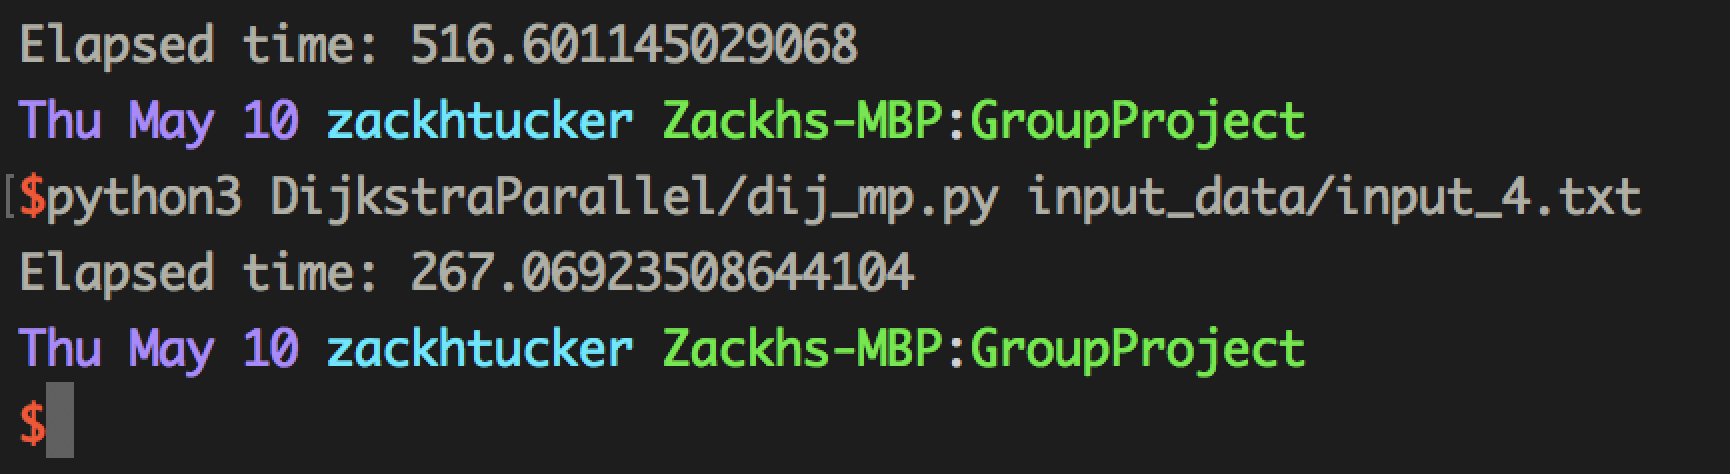 Elapsed time: 516.601145029068
Thu May 10 zackhtucker Zackhs-MBP:GroupProject
[$python3 DijkstraParallel/dij_mp.py input_data/input_4.txt
Elapsed time: 267.06923508644104
Thu May 10 zackhtucker Zackhs-MBP:GroupProject
$